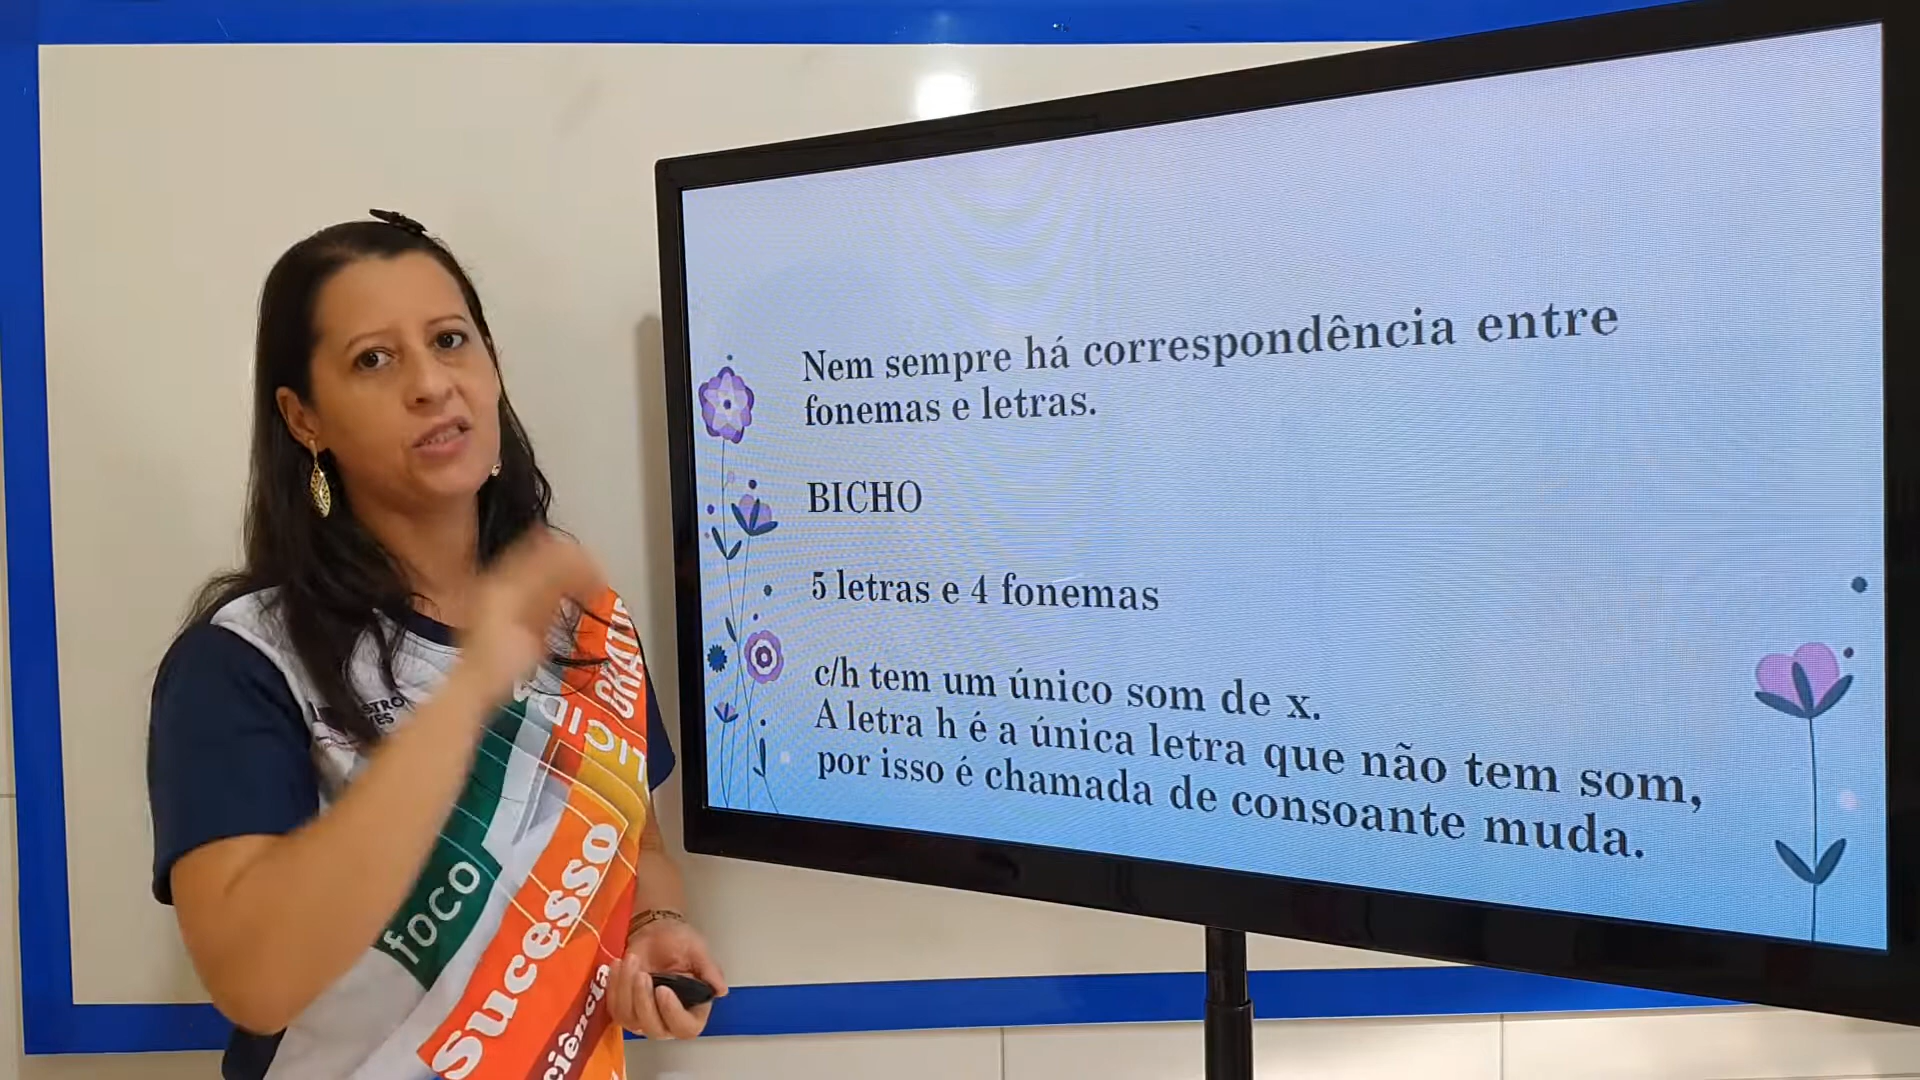 Nem sempre há correspondência entre
fonemas e letras.
BICHO
5 letras e 4 fonemas
c/h tem um único som de x.
A letra h é a única letra que não tem som,
por isso é chamada de consoante muda.
foco
Sucesso